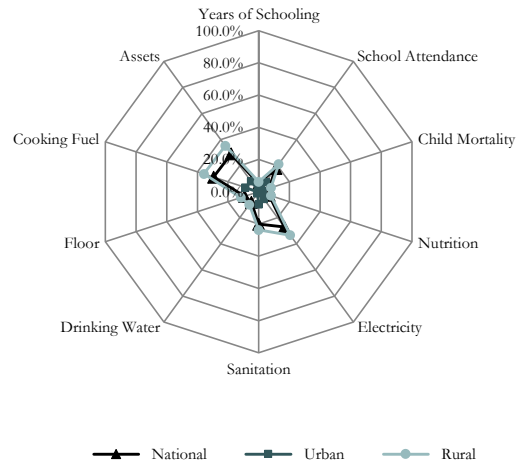 Years of Schooling
100.0%
80.0%
60.0%
40.0%
20.0%
0.0%
School Attendance
Child Mortality
Nutrition
Electricity
Sanitation
Drinking Water
Floor
Cooking Fuel
Assets
National Urban Rural